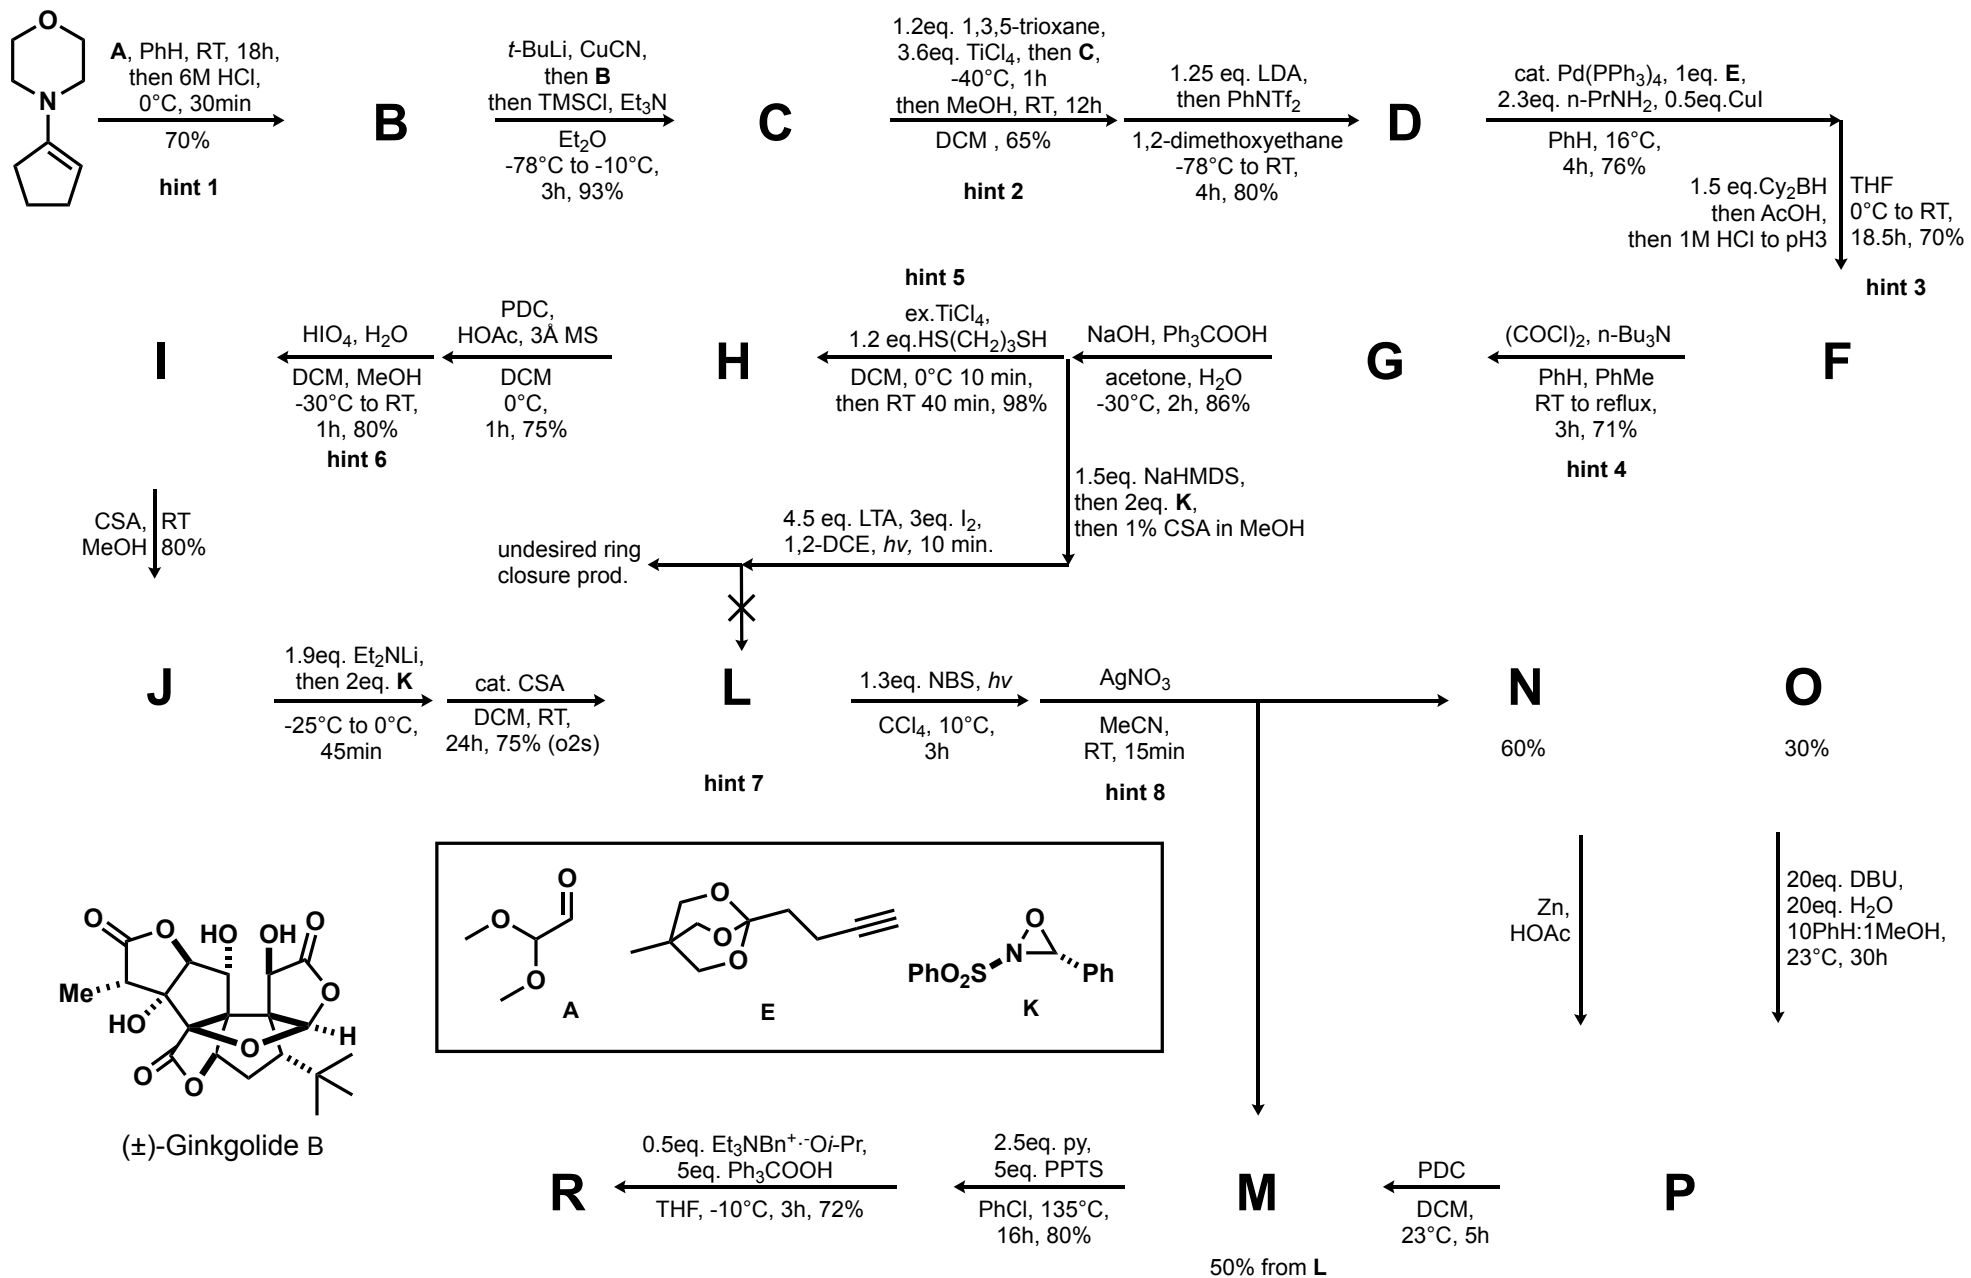 O
N
A, PhH, RT, 18h,
then 6M HCl,
0°C, 30min
70%
hint 1
B
t-BuLi, CuCN,
then B
then TMSCl, Et₃N
Et₂O
-78°C to -10°C,
3h, 93%
C
1.2eq. 1,3,5-trioxane,
3.6eq. TiCl₄, then C,
-40°C, 1h
then MeOH, RT, 12h
DCM , 65%
hint 2
1.25 eq. LDA,
then PhNTf₂
1,2-dimethoxyethane
-78°C to RT,
4h, 80%
D
cat. Pd(PPh₃)₄, 1eq. E,
2.3eq. n-PrNH₂, 0.5eq.CuI
PhH, 16°C,
4h, 76%
1.5 eq.Cy₂BH
then AcOH,
then 1M HCl to pH3
THF
0°C to RT,
18.5h, 70%
hint 3
F
(COCl)₂, n-Bu₃N
PhH, PhMe
RT to reflux,
3h, 71%
hint 4
G
NaOH, Ph₃COOH
acetone, H₂O
-30°C, 2h, 86%
hint 5
ex.TiCl₄,
1.2 eq.HS(CH₂)₃SH
DCM, 0°C 10 min,
then RT 40 min, 98%
H
PDC,
HOAc, 3Å MS
DCM
0°C,
1h, 75%
HIO₄, H₂O
DCM, MeOH
-30°C to RT,
1h, 80%
hint 6
I
1.5eq. NaHMDS,
then 2eq. K,
then 1% CSA in MeOH
4.5 eq. LTA, 3eq. I₂,
1,2-DCE, hv, 10 min.
undesired ring
closure prod.
CSA,
MeOH
RT
80%
J
1.9eq. Et₂NLi,
then 2eq. K
-25°C to 0°C,
45min
cat. CSA
DCM, RT,
24h, 75% (o2s)
L
hint 7
1.3eq. NBS, hv
CCl₄, 10°C,
3h
AgNO₃
MeCN,
RT, 15min
hint 8
N
60%
O
30%
Zn,
HOAc
20eq. DBU,
20eq. H₂O
10PhH:1MeOH,
23°C, 30h
O
O
O
A
O
O
O
E
O
N
PhO₂S
Ph
K
O
O
HO
OH
O
Me
HO
O
O
H
O
O
(±)-Ginkgolide B
R
0.5eq. Et₃NBn⁺·⁻Oi-Pr,
5eq. Ph₃COOH
THF, -10°C, 3h, 72%
2.5eq. py,
5eq. PPTS
PhCl, 135°C,
16h, 80%
M
50% from L
PDC
DCM,
23°C, 5h
P